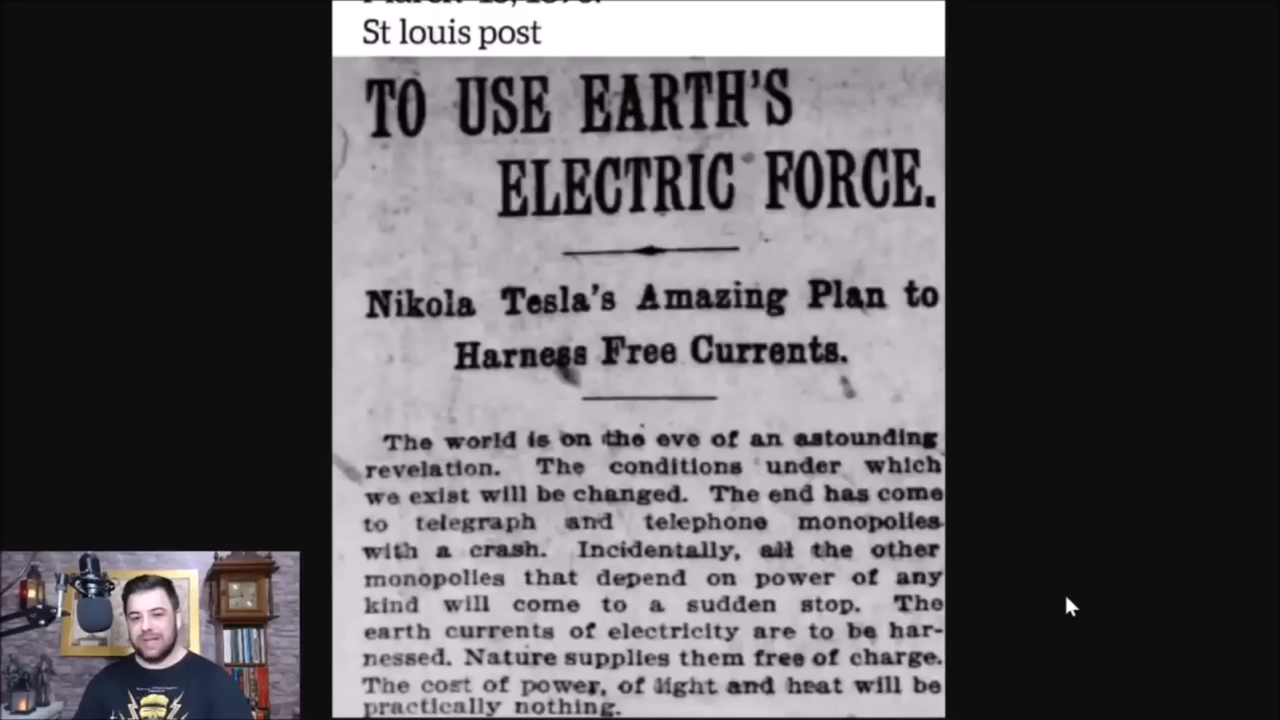 St louis post
TO USE EARTH'S
ELECTRIC FORCE.
Nikola Tesla's Amazing Plan to
Harness Free Currents.
The world is on the eve of an astounding
revelation. The conditions under which
we exist will be changed. The end has come
to telegraph and telephone monopolies
with a crash. Incidentally, all the other
monopolies that depend on power of any
kind will come to a sudden stop. The
earth currents of electricity are to be har-
nessed. Nature supplies them free of charge.
The cost of power, of light and heat will be
practically nothing.